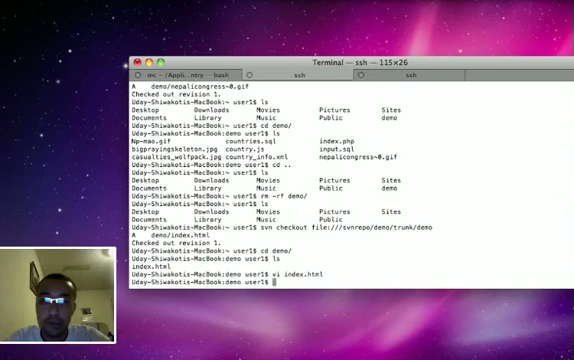 Terminal — ssh — 115×26
mc - /Appli...ntry — bash ssh ssh
A demo/nepalicongress~0.gif
Checked out revision 1.
Uday-Shiwakotis-MacBook:~ user1$ ls
Desktop Downloads Movies Pictures Sites
Documents Library Music Public demo
Uday-Shiwakotis-MacBook:~ user1$ cd demo/
Uday-Shiwakotis-MacBook:demo user1$ ls
Np-mao.gif countries.sql index.php
bigprayingskeleton.jpg country.js input.sql
casualties_wolfpack.jpg country_info.xml nepalicongress~0.gif
Uday-Shiwakotis-MacBook:demo user1$ cd ..
Uday-Shiwakotis-MacBook:~ user1$ ls
Desktop Downloads Movies Pictures Sites
Documents Library Music Public demo
Uday-Shiwakotis-MacBook:~ user1$ rm -rf demo/
Uday-Shiwakotis-MacBook:~ user1$ ls
Desktop Downloads Movies Pictures Sites
Documents Library Music Public
Uday-Shiwakotis-MacBook:~ user1$ svn checkout file:///svnrepo/demo/trunk/demo
A demo/index.html
Checked out revision 1.
Uday-Shiwakotis-MacBook:~ user1$ cd demo/
Uday-Shiwakotis-MacBook:demo user1$ ls
index.html
Uday-Shiwakotis-MacBook:demo user1$ vi index.html
Uday-Shiwakotis-MacBook:demo user1$